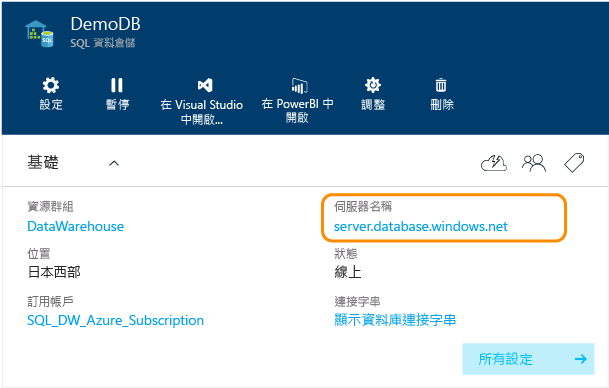 DemoDB
SQL 資料倉儲
SQL
設定
暫停
在 Visual Studio
中開啟...
在 PowerBI 中
開啟
調整
刪除
基礎
資源群組
DataWarehouse
伺服器名稱
server.database.windows.net
位置
日本西部
狀態
線上
訂用帳戶
SQL_DW_Azure_Subscription
連接字串
顯示資料庫連接字串
所有設定